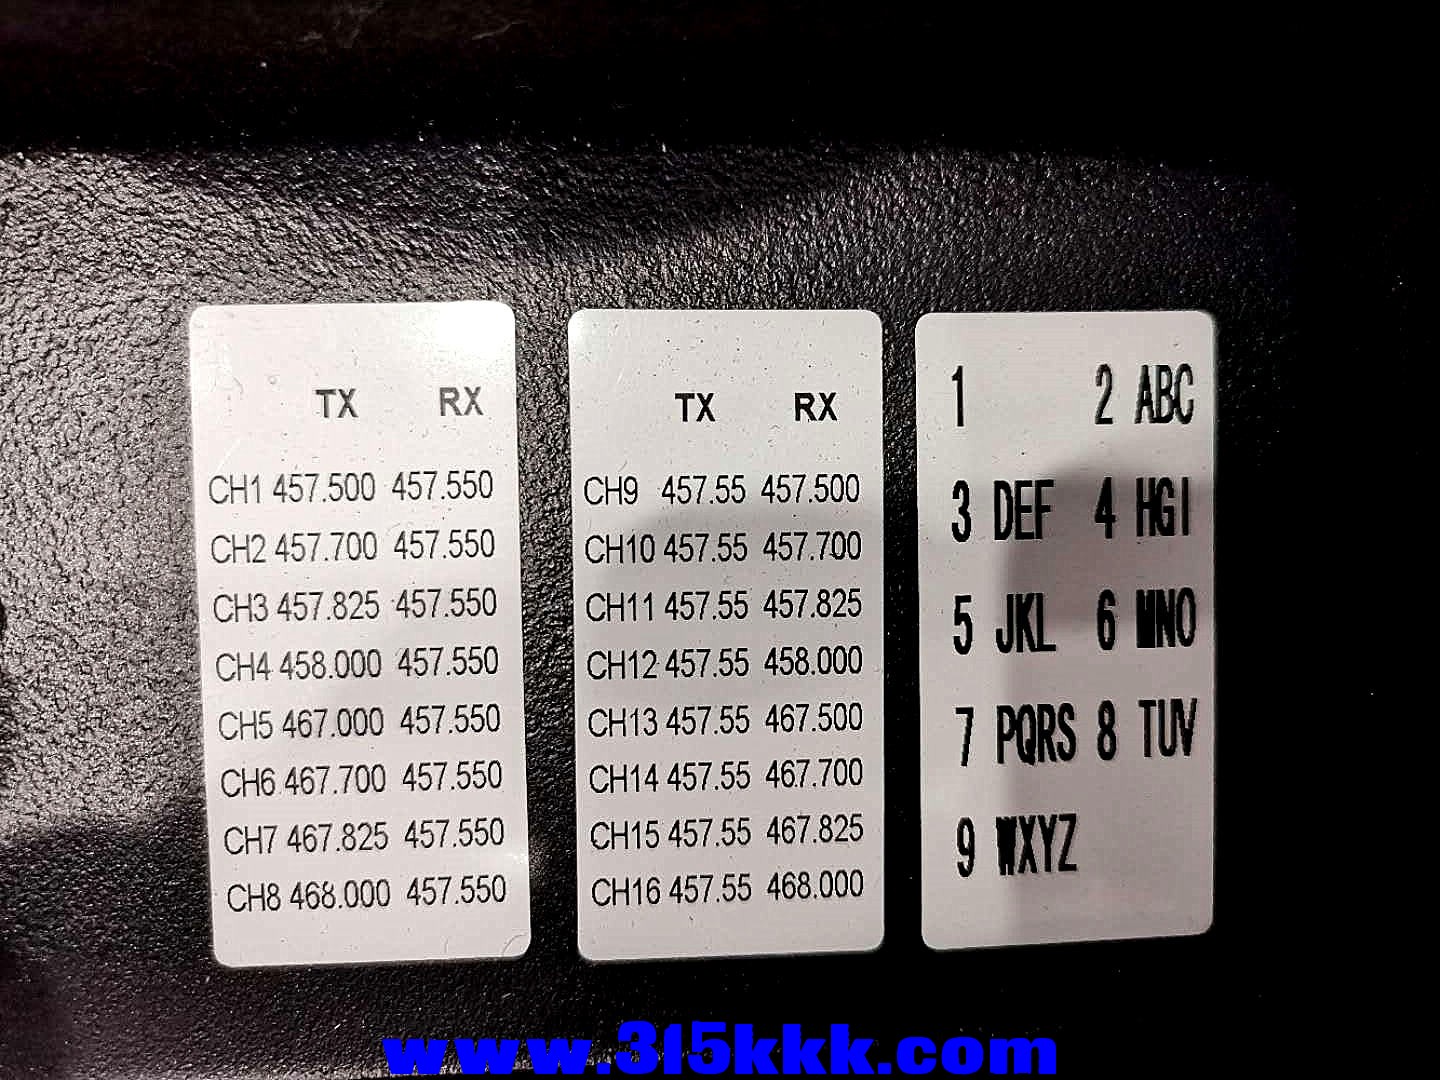 TX RX
CH1 457.500 457.550
CH2 457.700 457.550
CH3 457.825 457.550
CH4 458.000 457.550
CH5 467.000 457.550
CH6 467.700 457.550
CH7 467.825 457.550
CH8 468.000 457.550
TX RX
CH9 457.55 457.500
CH10 457.55 457.700
CH11 457.55 457.825
CH12 457.55 458.000
CH13 457.55 467.500
CH14 457.55 467.700
CH15 457.55 467.825
CH16 457.55 468.000
1 2 ABC
3 DEF 4 HGI
5 JKL 6 MNO
7 PQRS 8 TUV
9 WXYZ
www.315kkk.com